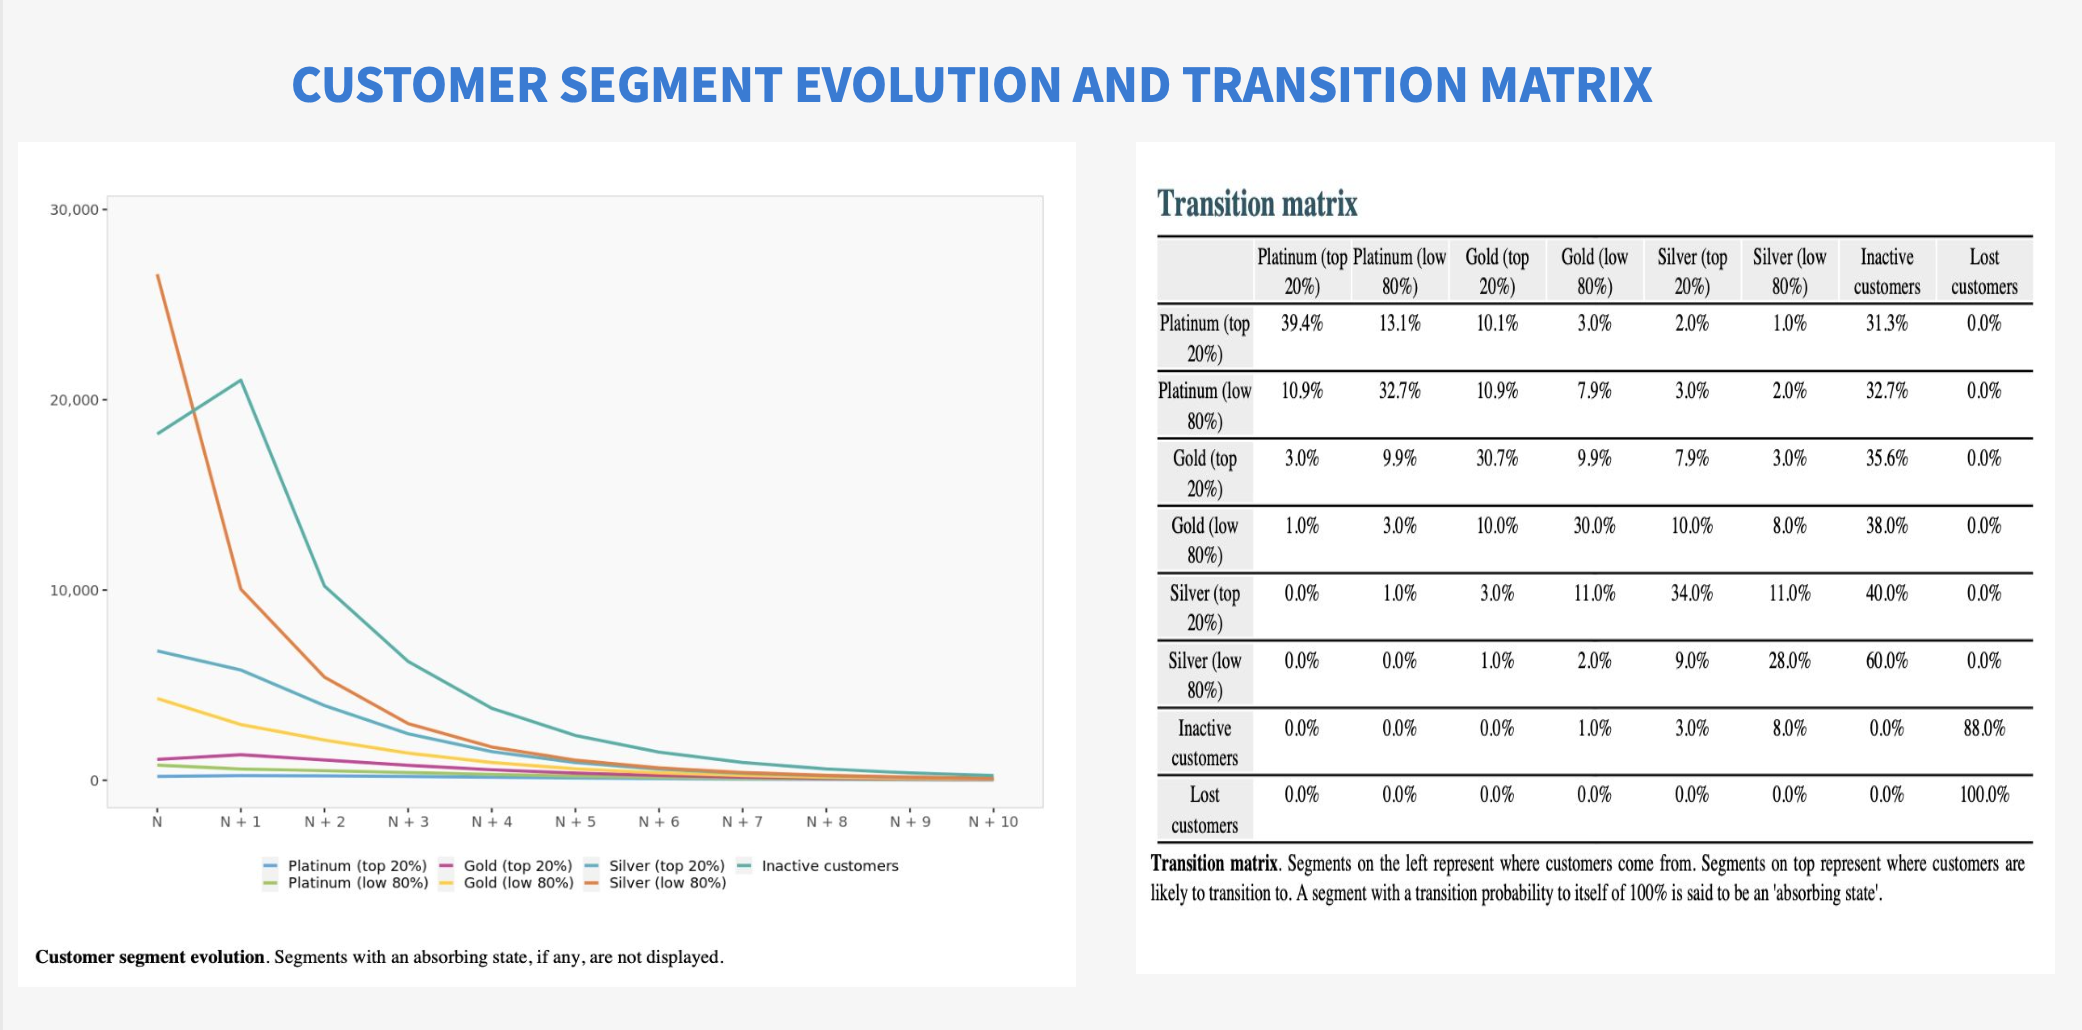 CUSTOMER SEGMENT EVOLUTION AND TRANSITION MATRIX
30,000
20,000
10,000
0
N N + 1 N + 2 N + 3 N + 4 N + 5 N + 6 N + 7 N + 8 N + 9 N + 10
Platinum (top 20%) Gold (top 20%) Silver (top 20%) Inactive customers
Platinum (low 80%) Gold (low 80%) Silver (low 80%)
Customer segment evolution. Segments with an absorbing state, if any, are not displayed.
Transition matrix
Platinum (top Platinum (low Gold (top Gold (low Silver (top Silver (low Inactive Lost
20%) 80%) 20%) 80%) 20%) 80%) customers customers
Platinum (top 39.4% 13.1% 10.1% 3.0% 2.0% 1.0% 31.3% 0.0%
20%)
Platinum (low 10.9% 32.7% 10.9% 7.9% 3.0% 2.0% 32.7% 0.0%
80%)
Gold (top 3.0% 9.9% 30.7% 9.9% 7.9% 3.0% 35.6% 0.0%
20%)
Gold (low 1.0% 3.0% 10.0% 30.0% 10.0% 8.0% 38.0% 0.0%
80%)
Silver (top 0.0% 1.0% 3.0% 11.0% 34.0% 11.0% 40.0% 0.0%
20%)
Silver (low 0.0% 0.0% 1.0% 2.0% 9.0% 28.0% 60.0% 0.0%
80%)
Inactive 0.0% 0.0% 0.0% 1.0% 3.0% 8.0% 0.0% 88.0%
customers
Lost 0.0% 0.0% 0.0% 0.0% 0.0% 0.0% 0.0% 100.0%
customers
Transition matrix. Segments on the left represent where customers come from. Segments on top represent where customers are
likely to transition to. A segment with a transition probability to itself of 100% is said to be an 'absorbing state'.